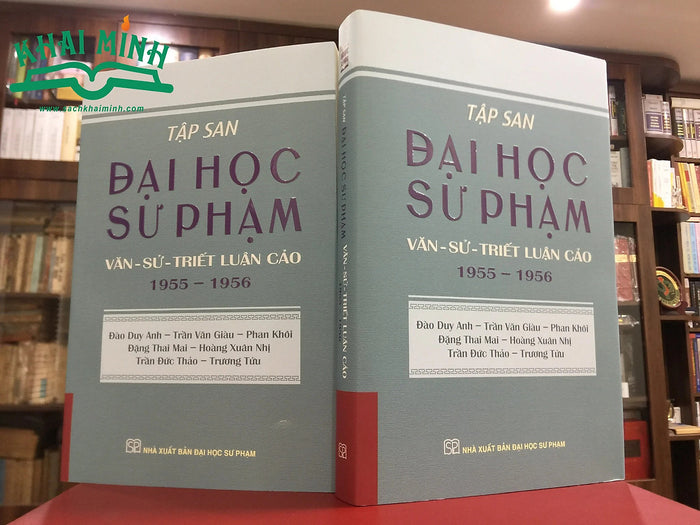 KHAI MINH
www.sachkhaiminh.com
TẬP SAN
ĐẠI HỌC
SƯ PHẠM
VĂN-SỬ-TRIẾT LUẬN CẢO
1955 – 1956
Đào Duy Anh – Trần Văn Giàu – Phan Khôi
Đặng Thai Mai – Hoàng Xuân Nhị
Trần Đức Thảo – Trương Tửu
NHÀ XUẤT BẢN ĐẠI HỌC SƯ PHẠM
TẬP SAN ĐẠI HỌC SƯ PHẠM VĂN-SỬ-TRIẾT LUẬN CẢO
TẬP SAN
ĐẠI HỌC
SƯ PHẠM
VĂN-SỬ-TRIẾT LUẬN CẢO
1955 – 1956
Đào Duy Anh – Trần Văn Giàu – Phan Khôi
Đặng Thai Mai – Hoàng Xuân Nhị
Trần Đức Thảo – Trương Tửu
NHÀ XUẤT BẢN ĐẠI HỌC SƯ PHẠM